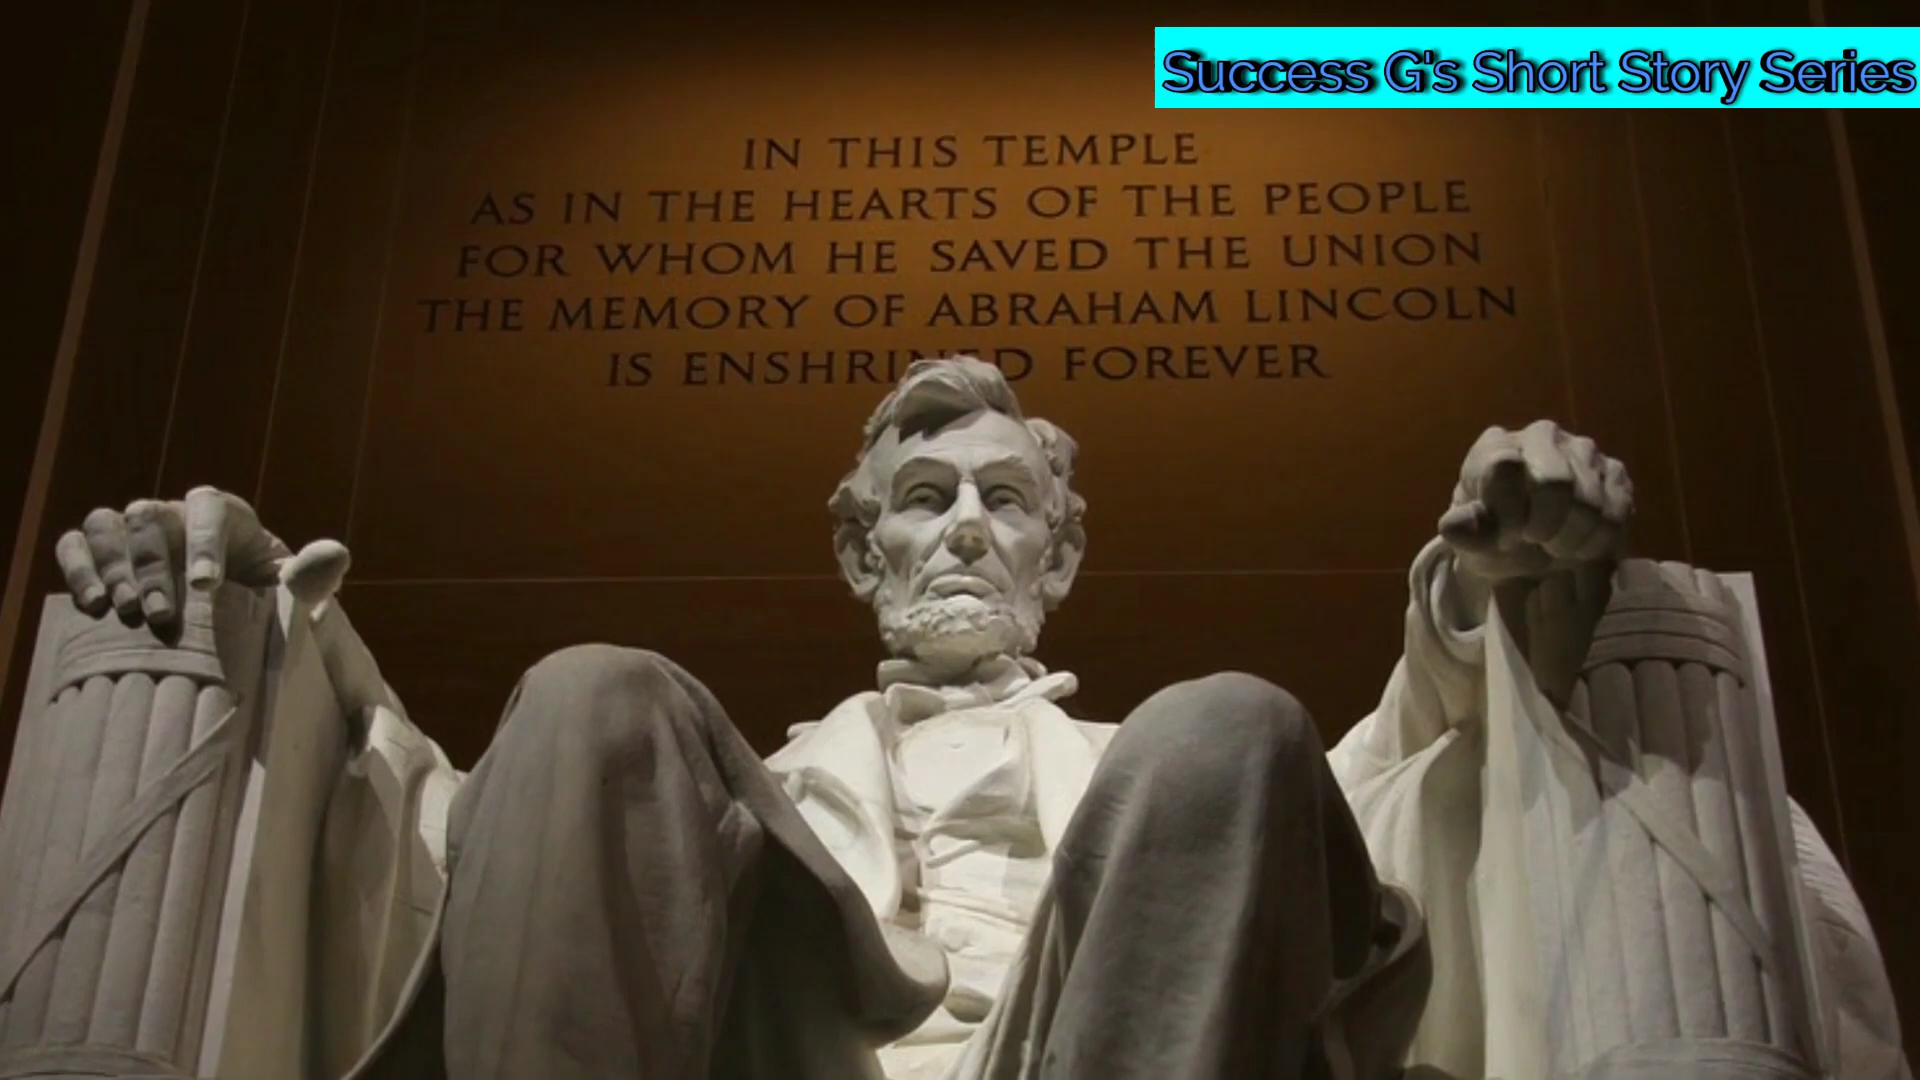 Success G's Short Story Series
IN THIS TEMPLE
AS IN THE HEARTS OF THE PEOPLE
FOR WHOM HE SAVED THE UNION
THE MEMORY OF ABRAHAM LINCOLN
IS ENSHRINED FOREVER